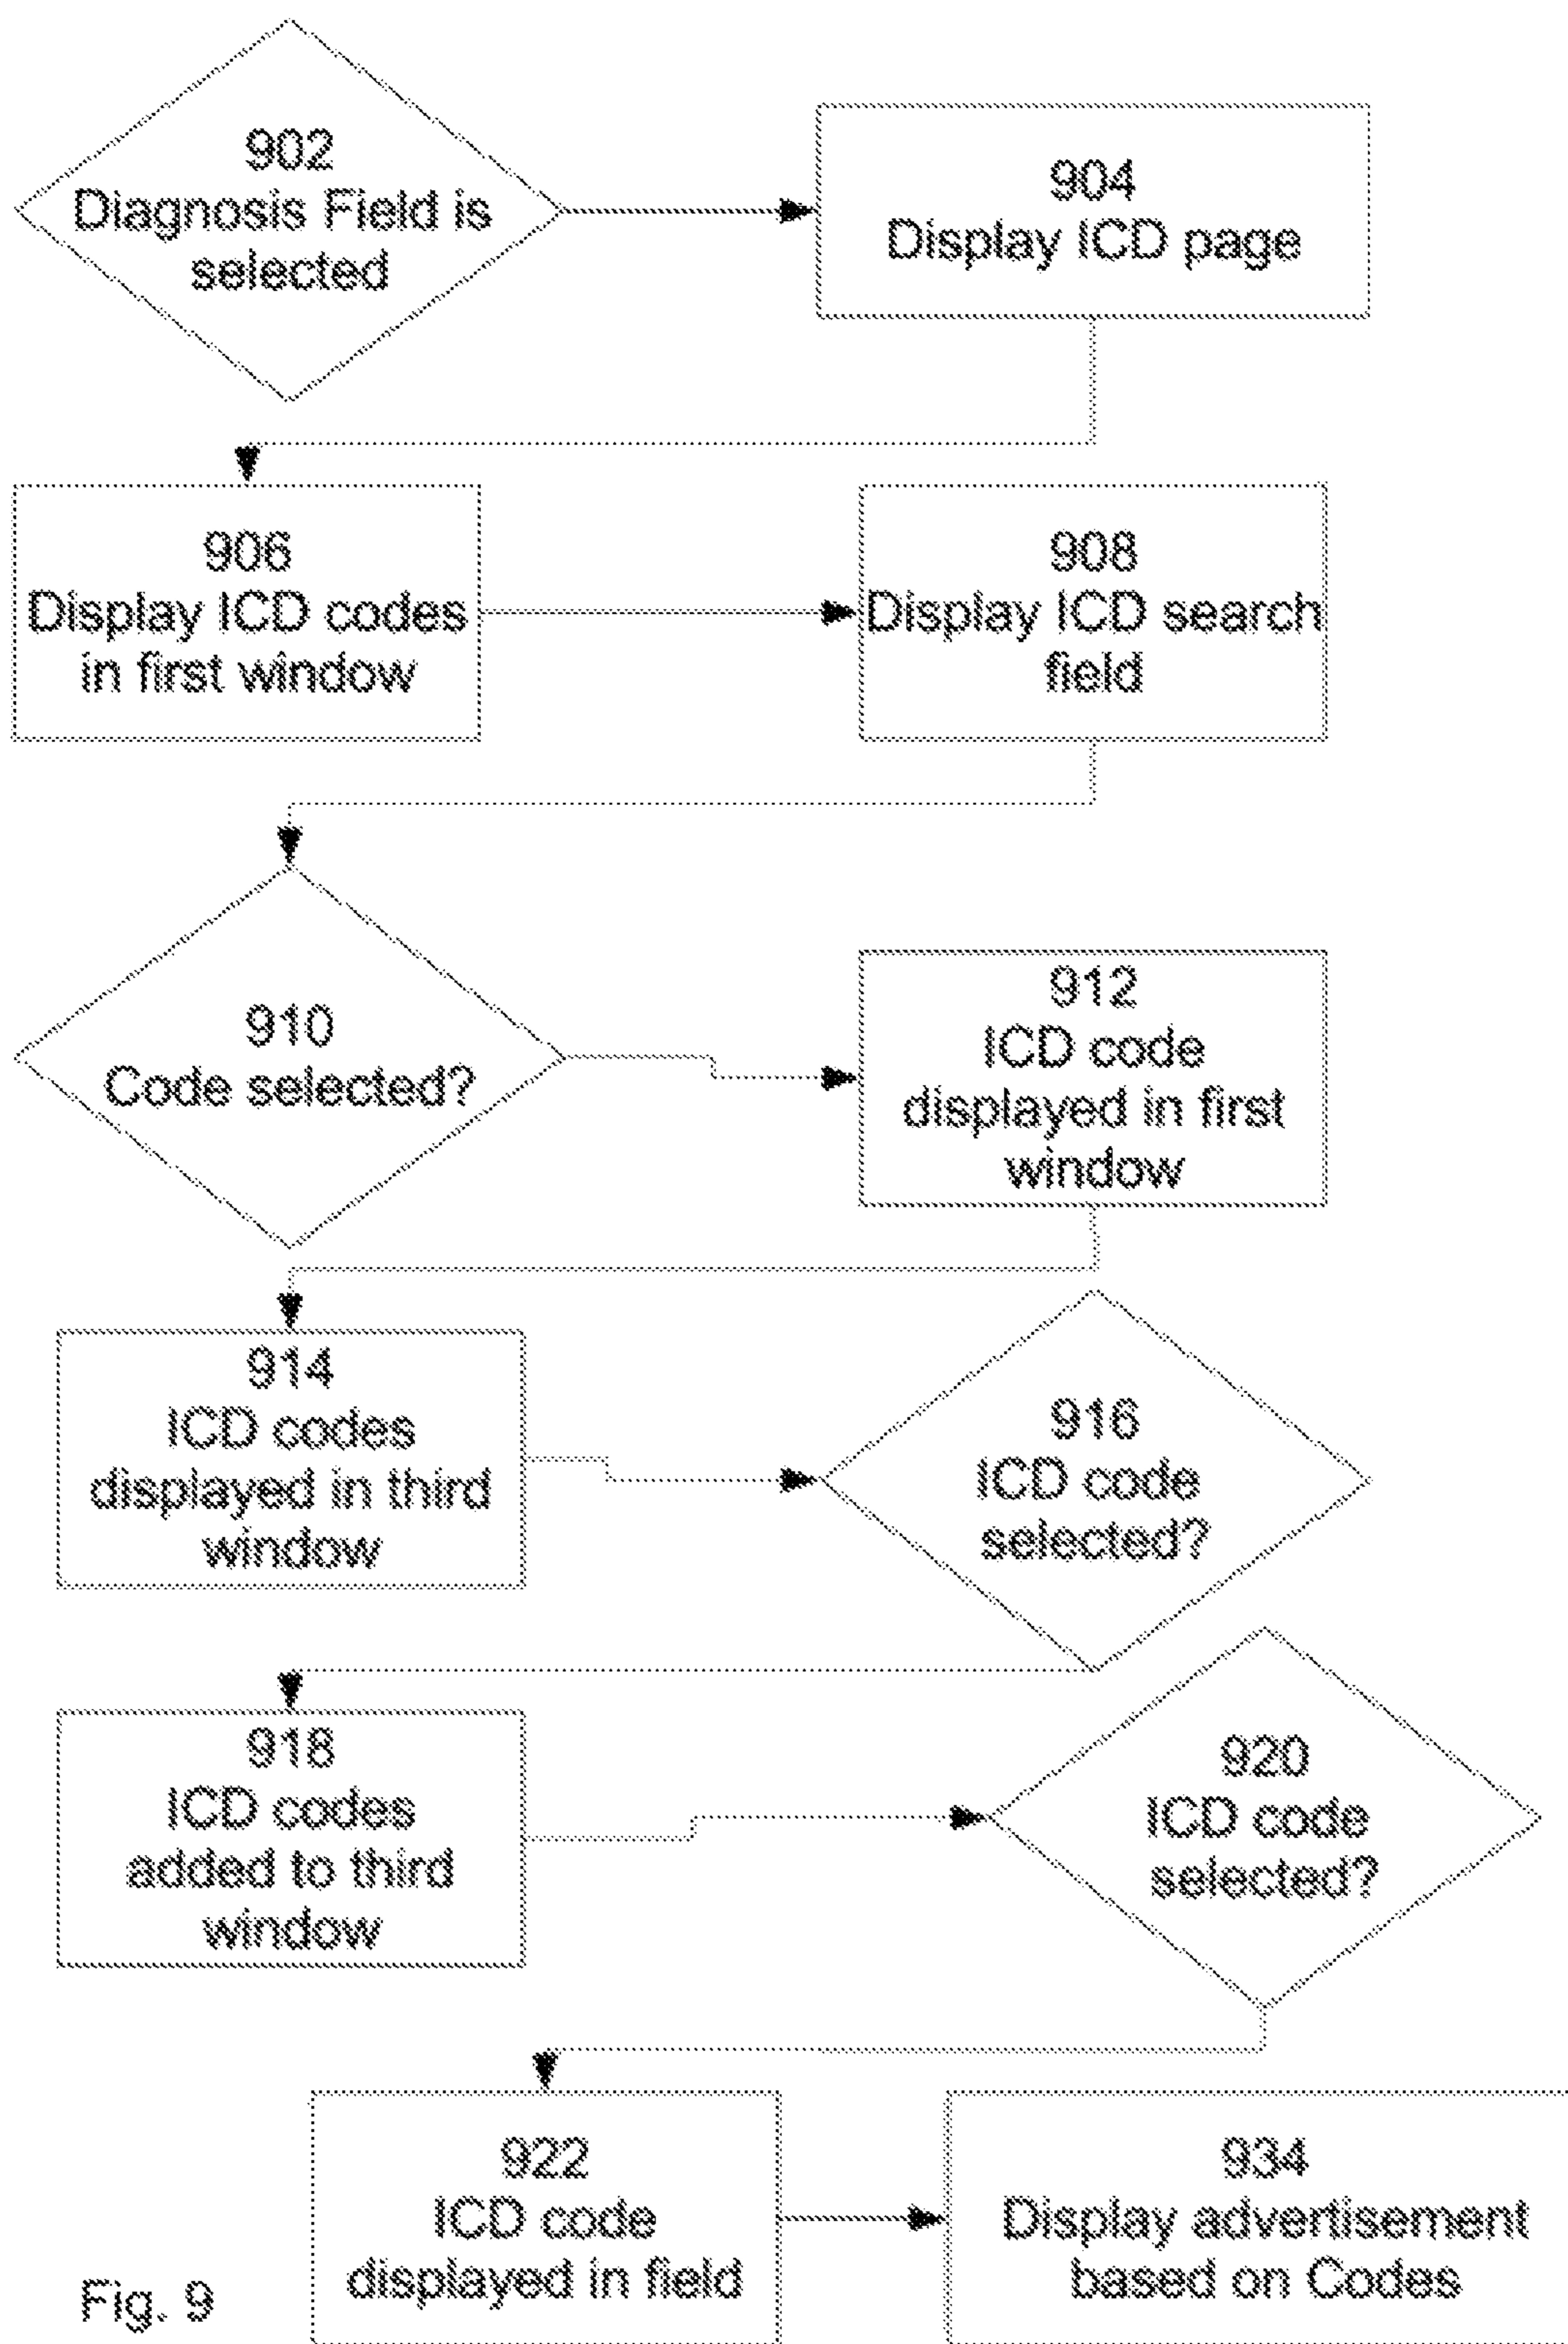 902
Diagnosis Field is
selected
904
Display ICD page
906
Display ICD codes
in first window
908
Display ICD search
field
910
Code selected?
912
ICD code
displayed in first
window
914
ICD codes
displayed in third
window
916
ICD code
selected?
918
ICD codes
added to third
window
920
ICD code
selected?
922
ICD code
displayed in field
934
Display advertisement
based on Codes
Fig. 9